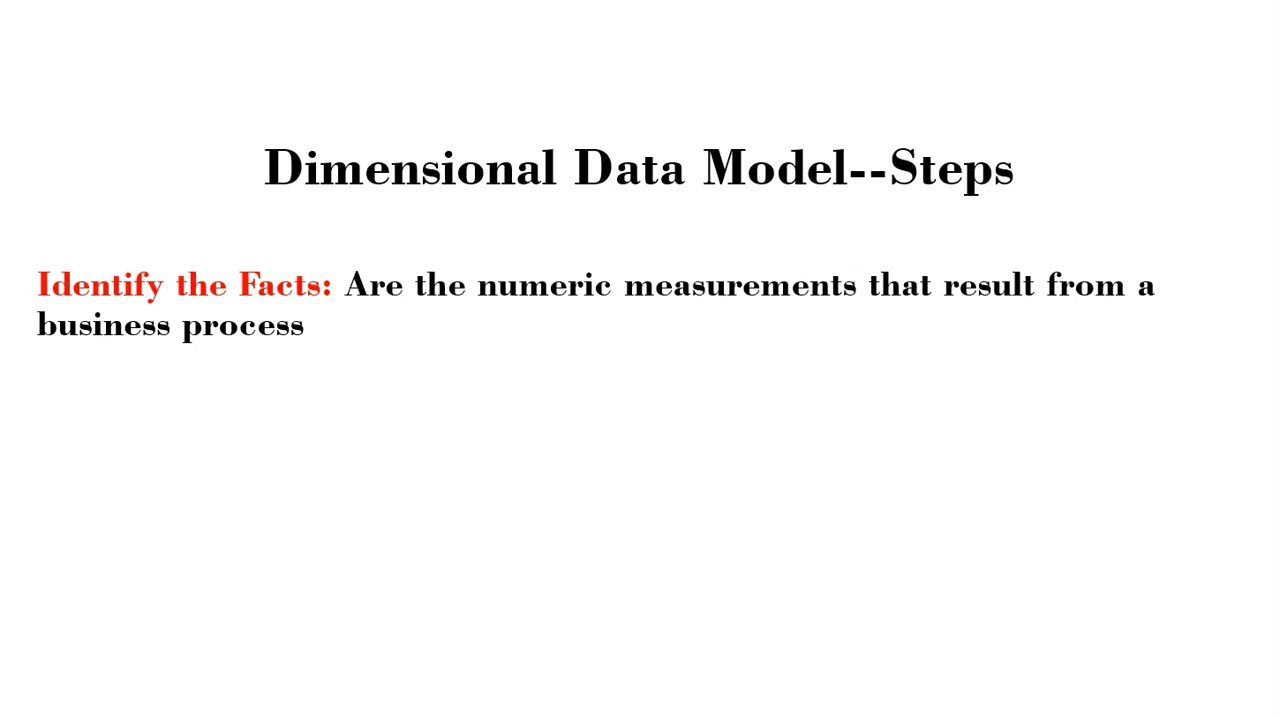 Dimensional Data Model--Steps
Identify the Facts: Are the numeric measurements that result from a
business process